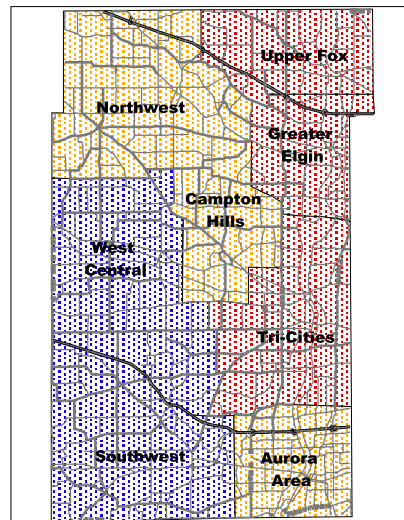 Upper Fox
Northwest
Greater
Elgin
Campton
Hills
West
Central
Tri-Cities
Southwest
Aurora
Area